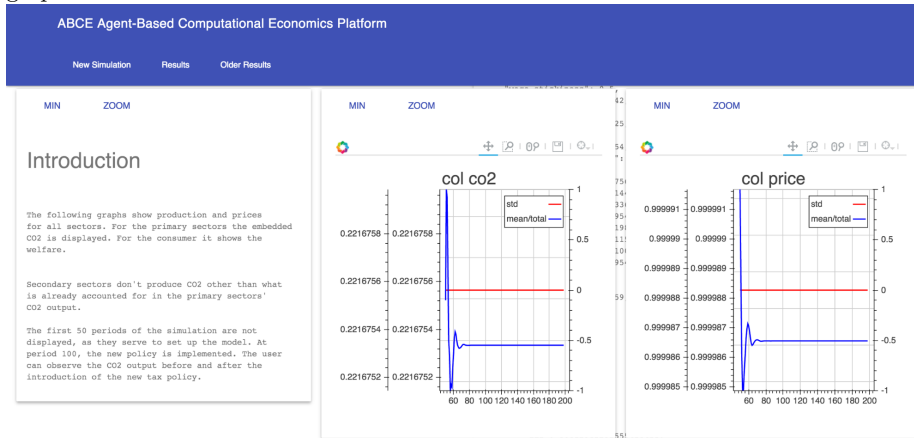 ABCE Agent-Based Computational Economics Platform
New Simulation Results Older Results
MIN ZOOM
Introduction
The following graphs show production and prices
for all sectors. For the primary sectors the embedded
CO2 is displayed. For the consumer it shows the
welfare.
Secondary sectors don't produce CO2 other than what
is already accounted for in the primary sectors'
CO2 output.
The first 50 periods of the simulation are not
displayed, as they serve to set up the model. At
period 100, the new policy is implemented. The user
can observe the CO2 output before and after the
introduction of the new tax policy.
MIN ZOOM
col co2
std
mean/total
0.2216758 0.2216758
0.2216756 0.2216756
0.2216754 0.2216754
0.2216752 0.2216752
1
0.5
0
-0.5
-1
60 80 100 120 140 160 180 200
MIN ZOOM
col price
std
mean/total
0.999991 0.999991
0.99999 0.99999
0.999989 0.999989
0.999988 0.999988
0.999987 0.999987
0.999986 0.999986
0.999985 0.999985
1
0.5
0
-0.5
-1
60 80 100 120 140 160 180 200